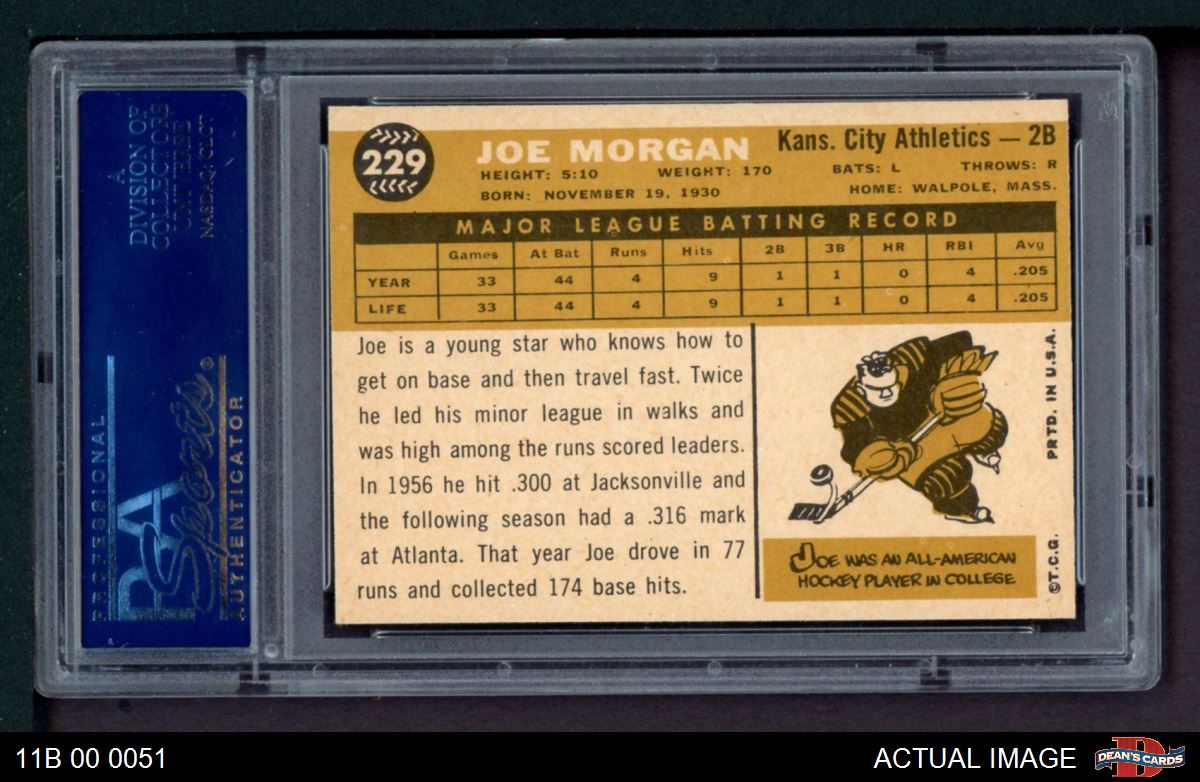 A
DIVISION OF
COLLECTORS
UNIVERSE
NASDAQ: CLCT
PROFESSIONAL
PSA
Sports®
AUTHENTICATOR
229
JOE MORGAN
Kans. City Athletics — 2B
HEIGHT: 5:10 WEIGHT: 170 BATS: L THROWS: R
BORN: NOVEMBER 19, 1930 HOME: WALPOLE, MASS.
MAJOR LEAGUE BATTING RECORD
Games At Bat Runs Hits 2B 3B HR RBI Avg
YEAR 33 44 4 9 1 1 0 4 .205
LIFE 33 44 4 9 1 1 0 4 .205
Joe is a young star who knows how to
get on base and then travel fast. Twice
he led his minor league in walks and
was high among the runs scored leaders.
In 1956 he hit .300 at Jacksonville and
the following season had a .316 mark
at Atlanta. That year Joe drove in 77
runs and collected 174 base hits.
JOE WAS AN ALL-AMERICAN
HOCKEY PLAYER IN COLLEGE
©T.C.G. PRTD. IN U.S.A.
11B 00 0051
ACTUAL IMAGE
D
DEAN'S CARDS